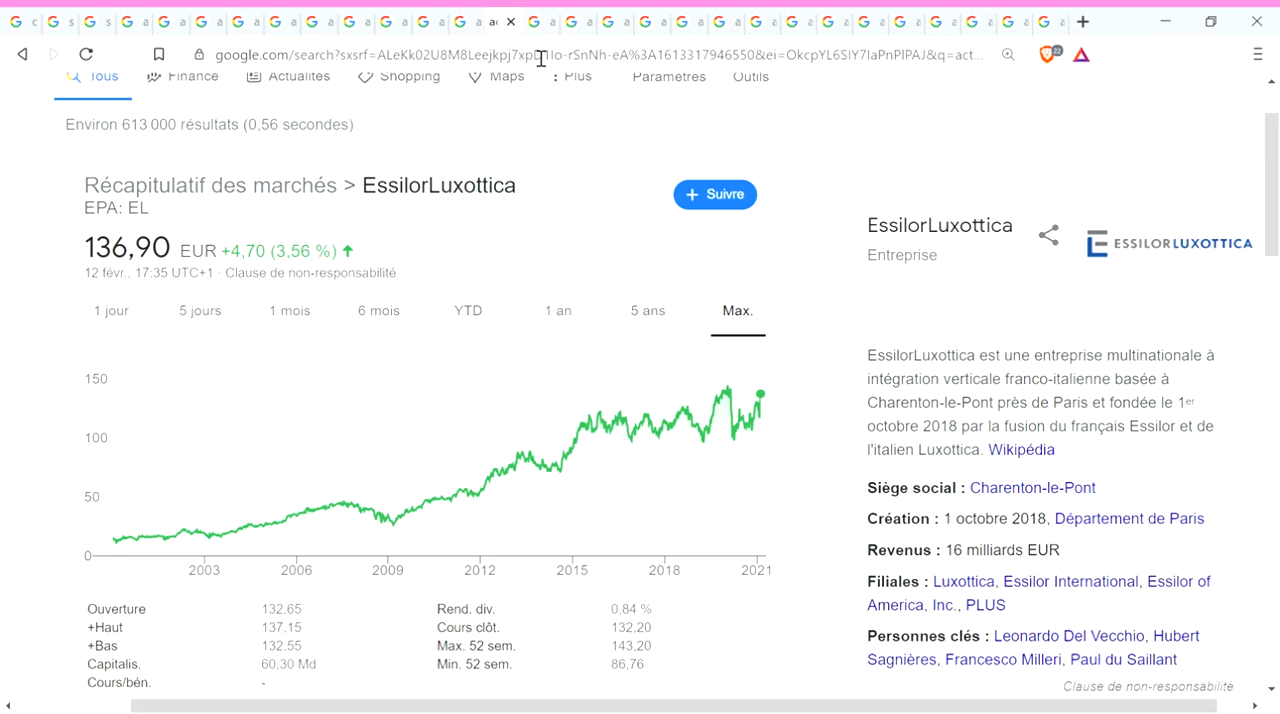 google.com/search?sxsrf=ALeKk02U8M8Leejkpj7xp
Tous Finance Actualités Shopping Maps : Plus Paramètres Outils
Environ 613 000 résultats (0,56 secondes)
Récapitulatif des marchés > EssilorLuxottica
EPA: EL
+ Suivre
136,90 EUR +4,70 (3,56 %)
12 févr., 17:35 UTC+1 · Clause de non-responsabilité
1 jour 5 jours 1 mois 6 mois YTD 1 an 5 ans Max.
150
100
50
0
2003 2006 2009 2012 2015 2018 2021
Ouverture 132,65 Rend. div. 0,84 %
+Haut 137,15 Cours clôt. 132,20
+Bas 132,55 Max. 52 sem. 143,20
Capitalis. 60,30 Md Min. 52 sem. 86,76
Cours/bén. -
EssilorLuxottica
Entreprise
ESSILORLUXOTTICA
EssilorLuxottica est une entreprise multinationale à
intégration verticale franco-italienne basée à
Charenton-le-Pont près de Paris et fondée le 1er
octobre 2018 par la fusion du français Essilor et de
l'italien Luxottica. Wikipédia
Siège social : Charenton-le-Pont
Création : 1 octobre 2018, Département de Paris
Revenus : 16 milliards EUR
Filiales : Luxottica, Essilor International, Essilor of
America, Inc., PLUS
Personnes clés : Leonardo Del Vecchio, Hubert
Sagnières, Francesco Milleri, Paul du Saillant
Clause de non-responsabilité